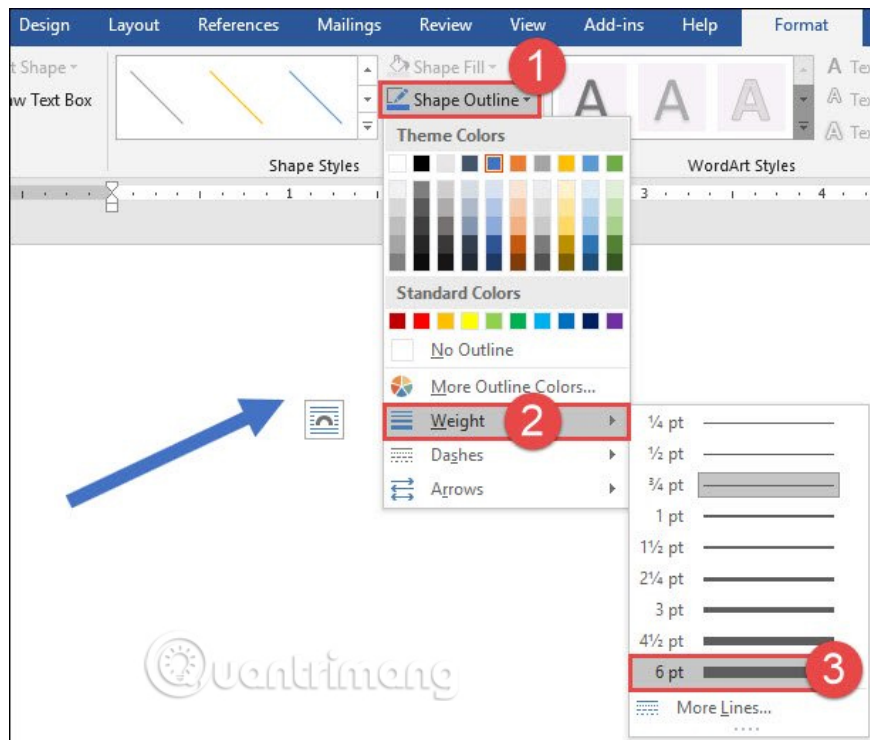 Design Layout References Mailings Review View Add-ins Help Format
Shape Fill
1
Shape Outline
Text Box
A A A
Theme Colors
Shape Styles
WordArt Styles
1 3 4
Standard Colors
No Outline
More Outline Colors...
Weight
2
Dashes
Arrows
¼ pt
½ pt
¾ pt
1 pt
1½ pt
2¼ pt
3 pt
4½ pt
6 pt
3
More Lines...
Quantrimang